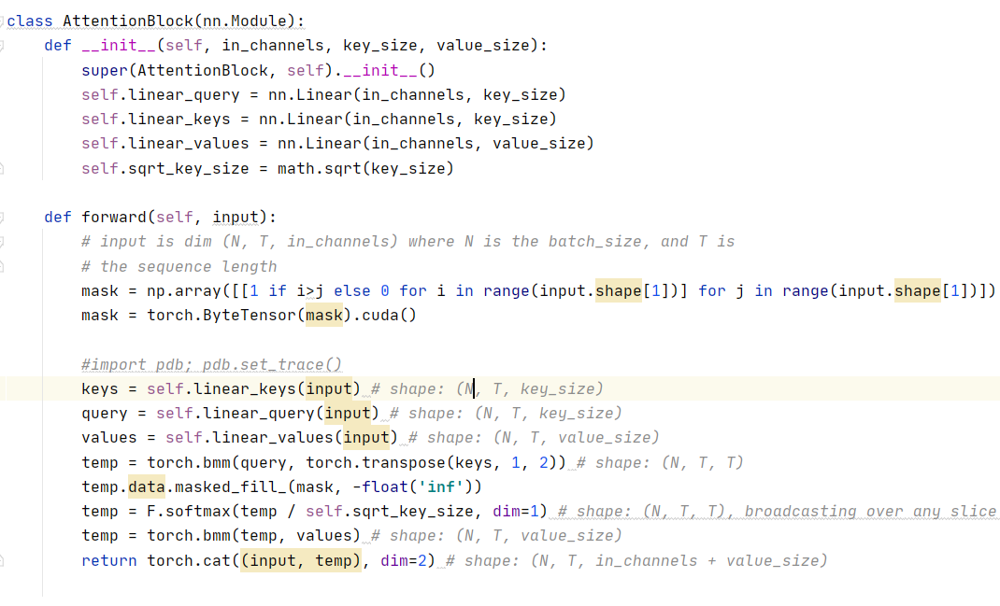 class AttentionBlock(nn.Module):
    def __init__(self, in_channels, key_size, value_size):
        super(AttentionBlock, self).__init__()
        self.linear_query = nn.Linear(in_channels, key_size)
        self.linear_keys = nn.Linear(in_channels, key_size)
        self.linear_values = nn.Linear(in_channels, value_size)
        self.sqrt_key_size = math.sqrt(key_size)

    def forward(self, input):
        # input is dim (N, T, in_channels) where N is the batch_size, and T is
        # the sequence length
        mask = np.array([[1 if i>j else 0 for i in range(input.shape[1])] for j in range(input.shape[1])])
        mask = torch.ByteTensor(mask).cuda()

        #import pdb; pdb.set_trace()
        keys = self.linear_keys(input) # shape: (N, T, key_size)
        query = self.linear_query(input) # shape: (N, T, key_size)
        values = self.linear_values(input) # shape: (N, T, value_size)
        temp = torch.bmm(query, torch.transpose(keys, 1, 2)) # shape: (N, T, T)
        temp.data.masked_fill_(mask, -float('inf'))
        temp = F.softmax(temp / self.sqrt_key_size, dim=1) # shape: (N, T, T), broadcasting over any slice
        temp = torch.bmm(temp, values) # shape: (N, T, value_size)
        return torch.cat((input, temp), dim=2) # shape: (N, T, in_channels + value_size)